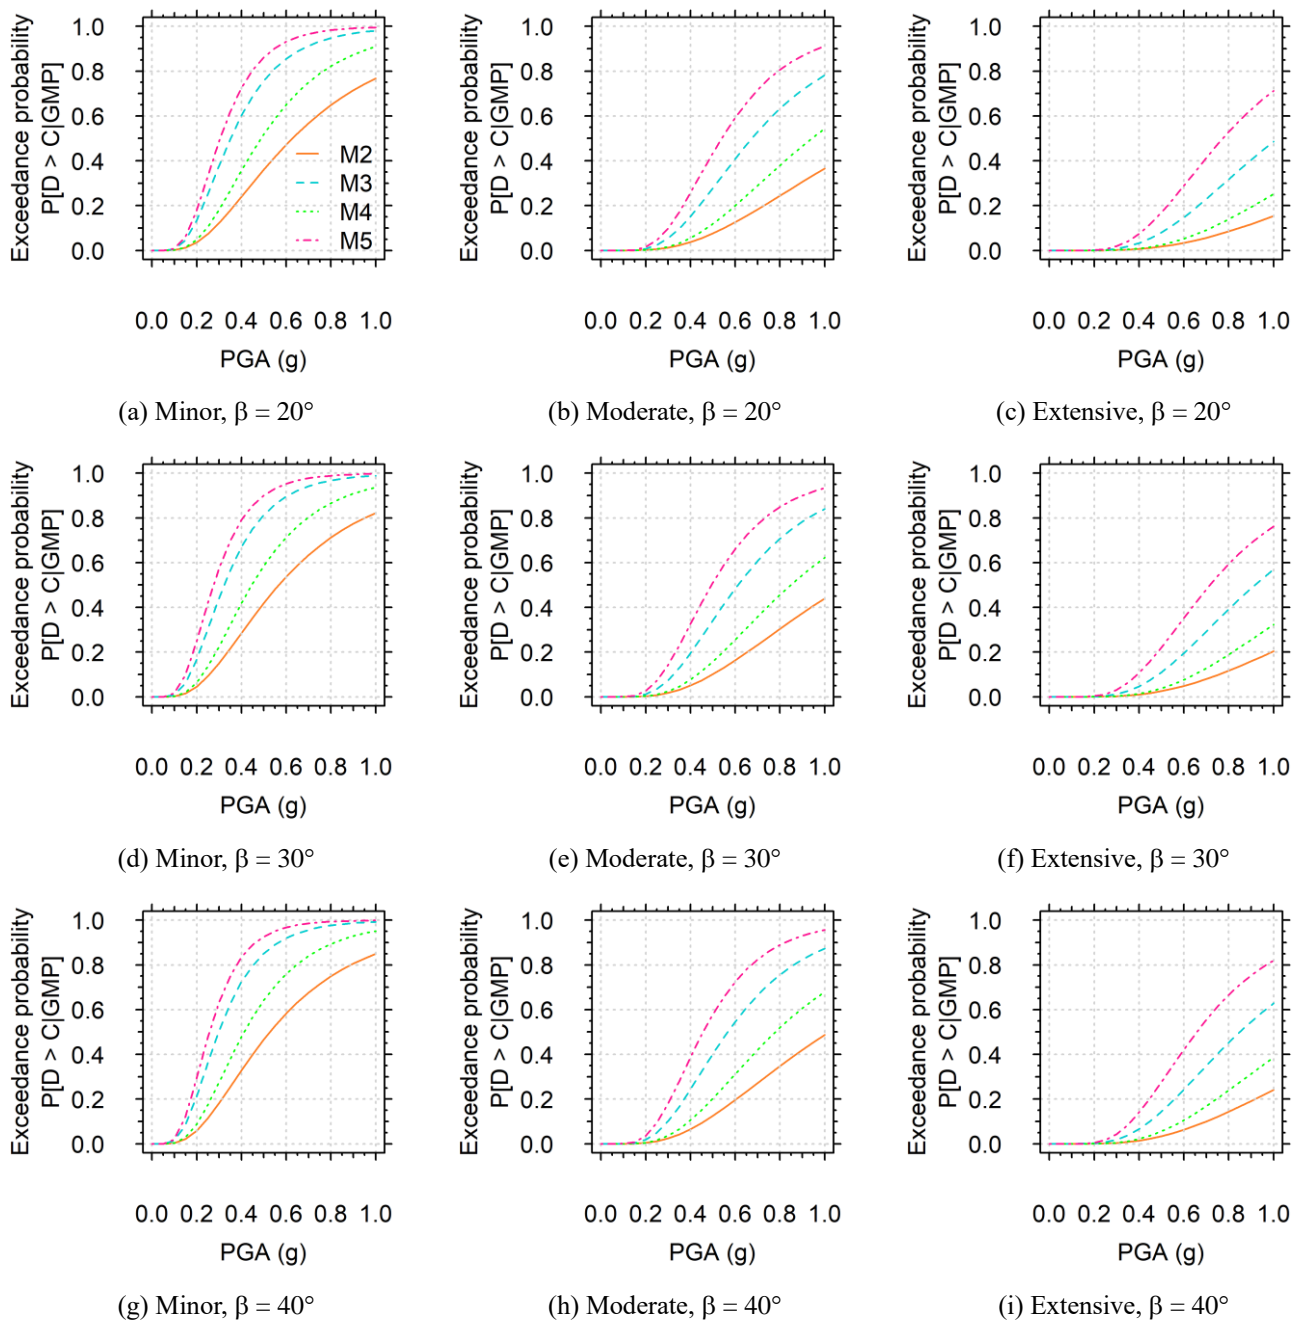 Exceedance probability
P[D > C|GMP]
1.0
0.8
0.6
0.4
0.2
0.0
M2
M3
M4
M5
0.0 0.2 0.4 0.6 0.8 1.0
PGA (g)
(a) Minor, β = 20°
Exceedance probability
P[D > C|GMP]
1.0
0.8
0.6
0.4
0.2
0.0
0.0 0.2 0.4 0.6 0.8 1.0
PGA (g)
(b) Moderate, β = 20°
Exceedance probability
P[D > C|GMP]
1.0
0.8
0.6
0.4
0.2
0.0
0.0 0.2 0.4 0.6 0.8 1.0
PGA (g)
(c) Extensive, β = 20°
Exceedance probability
P[D > C|GMP]
1.0
0.8
0.6
0.4
0.2
0.0
0.0 0.2 0.4 0.6 0.8 1.0
PGA (g)
(d) Minor, β = 30°
Exceedance probability
P[D > C|GMP]
1.0
0.8
0.6
0.4
0.2
0.0
0.0 0.2 0.4 0.6 0.8 1.0
PGA (g)
(e) Moderate, β = 30°
Exceedance probability
P[D > C|GMP]
1.0
0.8
0.6
0.4
0.2
0.0
0.0 0.2 0.4 0.6 0.8 1.0
PGA (g)
(f) Extensive, β = 30°
Exceedance probability
P[D > C|GMP]
1.0
0.8
0.6
0.4
0.2
0.0
0.0 0.2 0.4 0.6 0.8 1.0
PGA (g)
(g) Minor, β = 40°
Exceedance probability
P[D > C|GMP]
1.0
0.8
0.6
0.4
0.2
0.0
0.0 0.2 0.4 0.6 0.8 1.0
PGA (g)
(h) Moderate, β = 40°
Exceedance probability
P[D > C|GMP]
1.0
0.8
0.6
0.4
0.2
0.0
0.0 0.2 0.4 0.6 0.8 1.0
PGA (g)
(i) Extensive, β = 40°